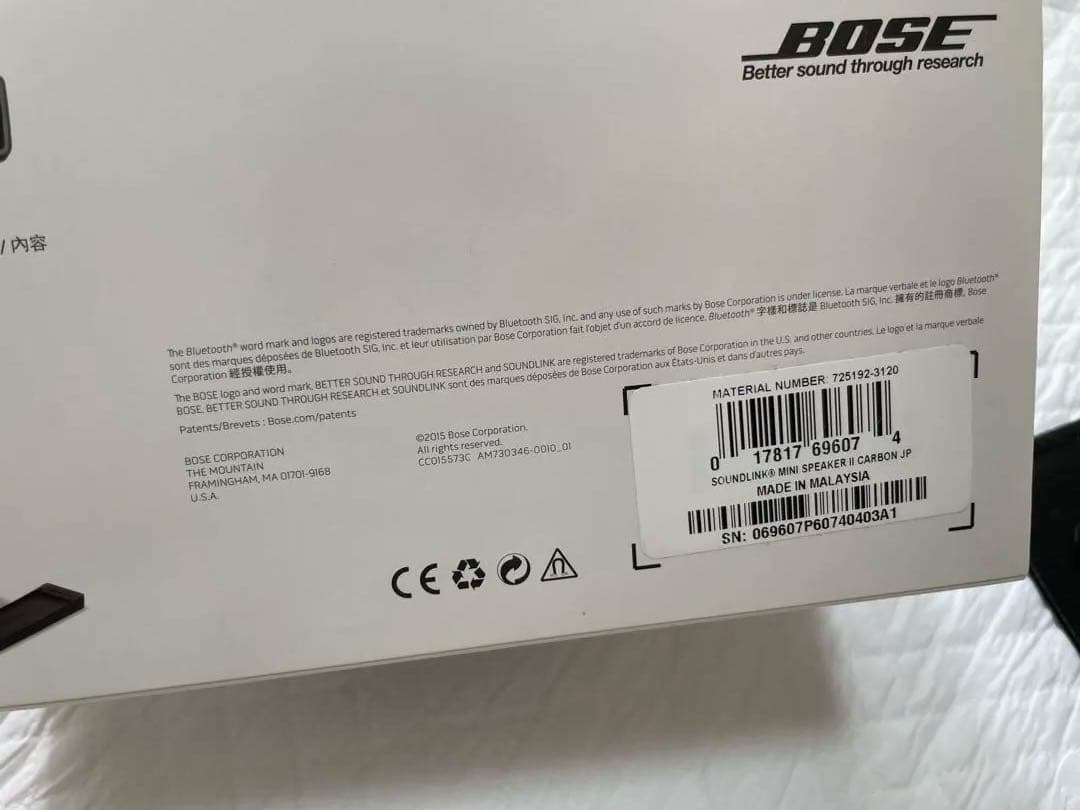 BOSE
Better sound through research
/ 內容
The Bluetooth® word mark and logos are registered trademarks owned by Bluetooth SIG, Inc. and any use of such marks by Bose Corporation is under license. La marque verbale et le logo Bluetooth®
sont des marques déposées de Bluetooth SIG, Inc. et leur utilisation par Bose Corporation fait l'objet d'un accord de licence. Bluetooth® 字樣和標誌是 Bluetooth SIG, Inc. 擁有的註冊商標, Bose
Corporation 經授權使用。
The BOSE logo and word mark, BETTER SOUND THROUGH RESEARCH and SOUNDLINK are registered trademarks of Bose Corporation in the U.S. and other countries. Le logo et la marque verbale
BOSE, BETTER SOUND THROUGH RESEARCH et SOUNDLINK sont des marques déposées de Bose Corporation aux États-Unis et dans d'autres pays.
Patents/Brevets : Bose.com/patents
BOSE CORPORATION
THE MOUNTAIN
FRAMINGHAM, MA 01701-9168
U.S.A.
©2015 Bose Corporation.
All rights reserved.
CC015573C AM730346-0010_01
MATERIAL NUMBER: 725192-3120
0 17817 69607 4
SOUNDLINK® MINI SPEAKER II CARBON JP
MADE IN MALAYSIA
SN: 069607P60740403A1
CE